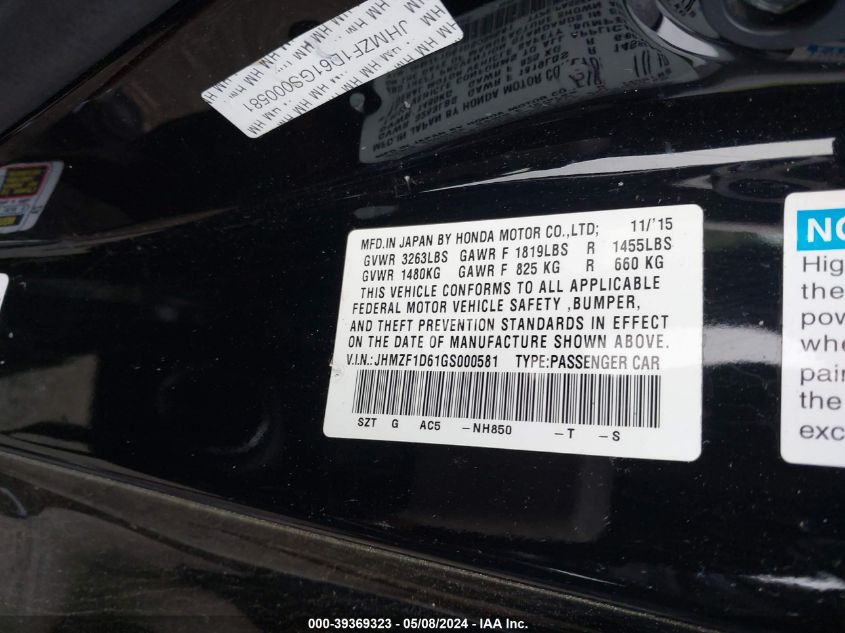 JHMZF1D61GS000581
MFD.IN JAPAN BY HONDA MOTOR CO.,LTD; 11/'15
GVWR 3263LBS GAWR F 1819LBS R 1455LBS
GVWR 1480KG GAWR F 825 KG R 660 KG
THIS VEHICLE CONFORMS TO ALL APPLICABLE
FEDERAL MOTOR VEHICLE SAFETY ,BUMPER,
AND THEFT PREVENTION STANDARDS IN EFFECT
ON THE DATE OF MANUFACTURE SHOWN ABOVE.
V.I.N.:JHMZF1D61GS000581 TYPE:PASSENGER CAR
SZT G AC5 -NH850 -T -S
NO
Hig
the
pow
whe
pain
the
exc
000-39369323 - 05/08/2024 - IAAI.com